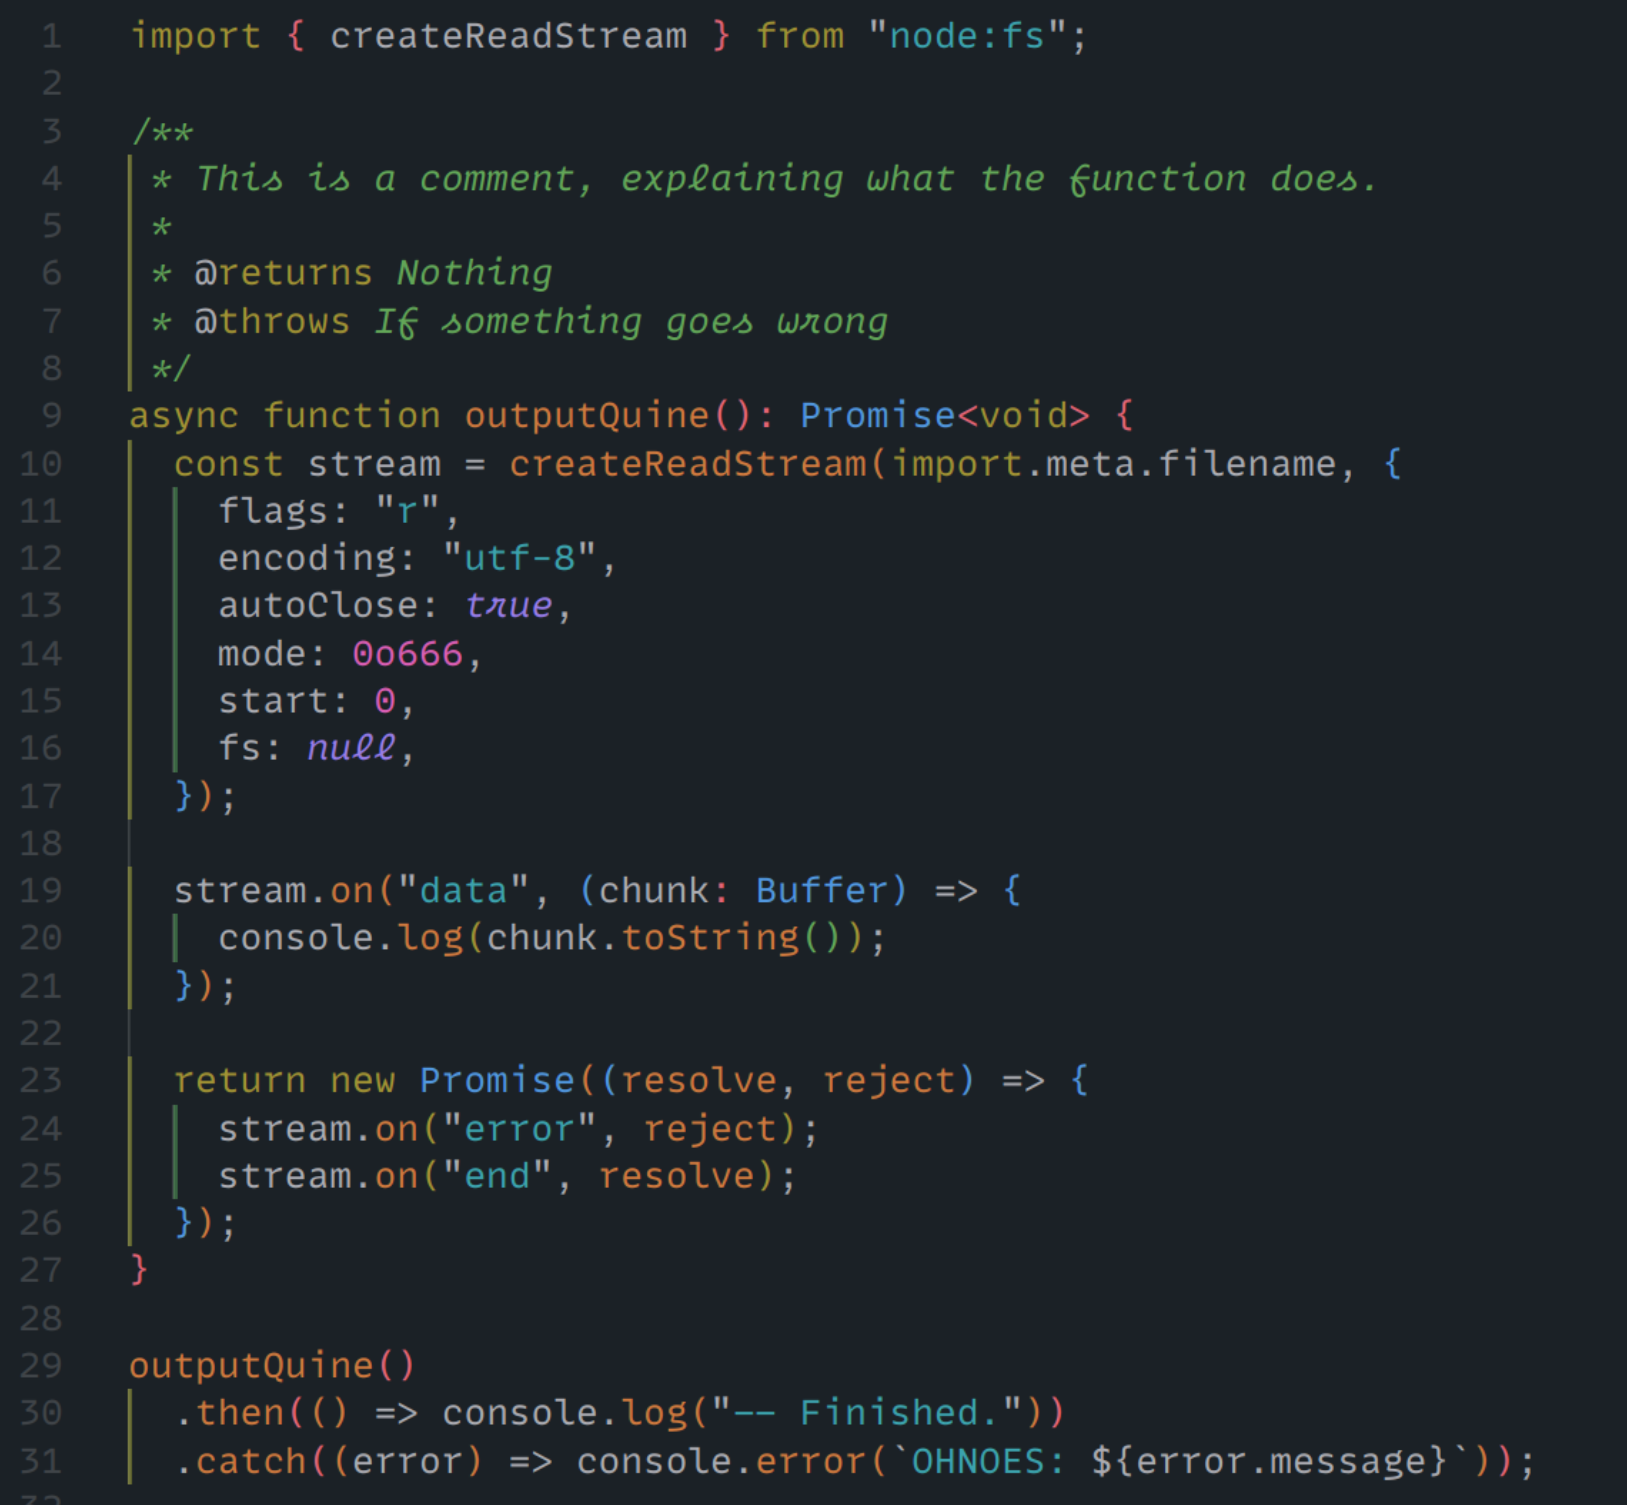 1 import { createReadStream } from "node:fs";
2
3 /**
4 * This is a comment, explaining what the function does.
5 *
6 * @returns Nothing
7 * @throws If something goes wrong
8 */
9 async function outputQuine(): Promise<void> {
10 const stream = createReadStream(import.meta.filename, {
11 flags: "r",
12 encoding: "utf-8",
13 autoClose: true,
14 mode: 0o666,
15 start: 0,
16 fs: null,
17 });
18
19 stream.on("data", (chunk: Buffer) => {
20 console.log(chunk.toString());
21 });
22
23 return new Promise((resolve, reject) => {
24 stream.on("error", reject);
25 stream.on("end", resolve);
26 });
27 }
28
29 outputQuine()
30 .then(() => console.log("-- Finished."))
31 .catch((error) => console.error(`OHNOES: ${error.message}`));
32